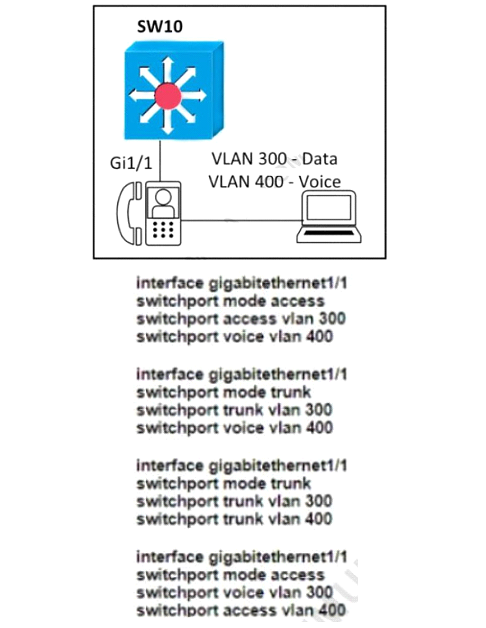 SW10
Gi1/1
VLAN 300 - Data
VLAN 400 - Voice
interface gigabitethernet1/1
switchport mode access
switchport access vlan 300
switchport voice vlan 400
interface gigabitethernet1/1
switchport mode trunk
switchport trunk vlan 300
switchport voice vlan 400
interface gigabitethernet1/1
switchport mode trunk
switchport trunk vlan 300
switchport trunk vlan 400
interface gigabitethernet1/1
switchport mode access
switchport voice vlan 300
switchport access vlan 400